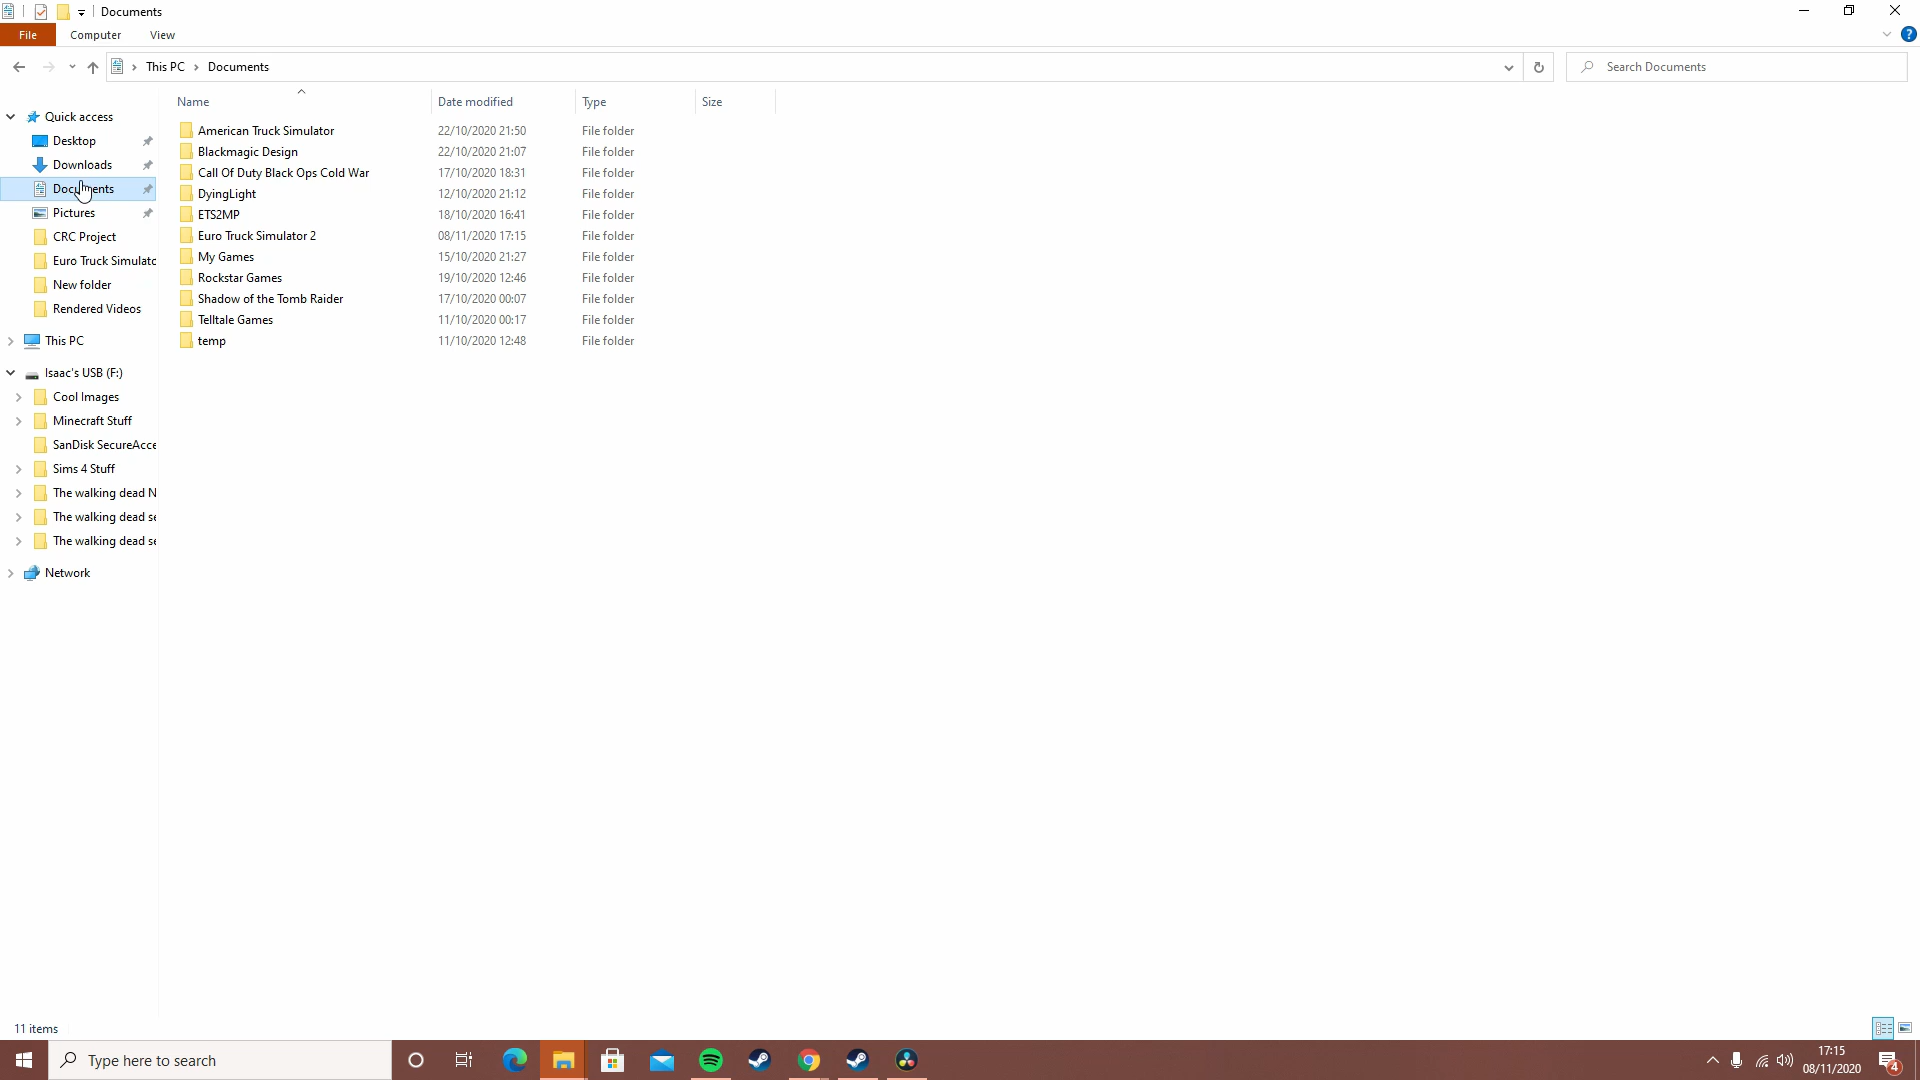 Documents
File Computer View
This PC Documents Search Documents
Name Date modified Type Size
Quick access
Desktop
Downloads
Documents
Pictures
CRC Project
Euro Truck Simulato
New folder
Rendered Videos
This PC
Isaac's USB (F:)
Cool Images
Minecraft Stuff
SanDisk SecureAcce
Sims 4 Stuff
The walking dead N
The walking dead se
The walking dead se
Network
American Truck Simulator 22/10/2020 21:50 File folder
Blackmagic Design 22/10/2020 21:07 File folder
Call Of Duty Black Ops Cold War 17/10/2020 18:31 File folder
DyingLight 12/10/2020 21:12 File folder
ETS2MP 18/10/2020 16:41 File folder
Euro Truck Simulator 2 08/11/2020 17:15 File folder
My Games 15/10/2020 21:27 File folder
Rockstar Games 19/10/2020 12:46 File folder
Shadow of the Tomb Raider 17/10/2020 00:07 File folder
Telltale Games 11/10/2020 00:17 File folder
temp 11/10/2020 12:48 File folder
11 items
Type here to search
17:15
08/11/2020
4